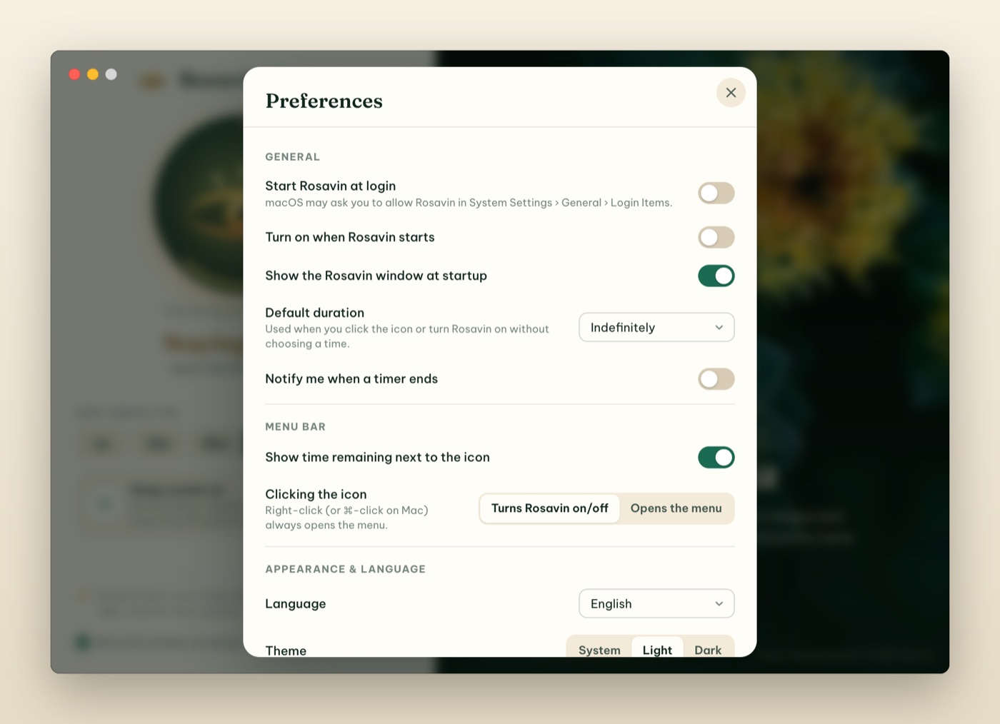 Preferences
GENERAL
Start Rosavin at login
macOS may ask you to allow Rosavin in System Settings › General › Login Items.
Turn on when Rosavin starts
Show the Rosavin window at startup
Default duration
Used when you click the icon or turn Rosavin on without
choosing a time.
Indefinitely
Notify me when a timer ends
MENU BAR
Show time remaining next to the icon
Clicking the icon
Right-click (or ⌘-click on Mac)
always opens the menu.
Turns Rosavin on/off
Opens the menu
APPEARANCE & LANGUAGE
Language
English
Theme
System
Light
Dark